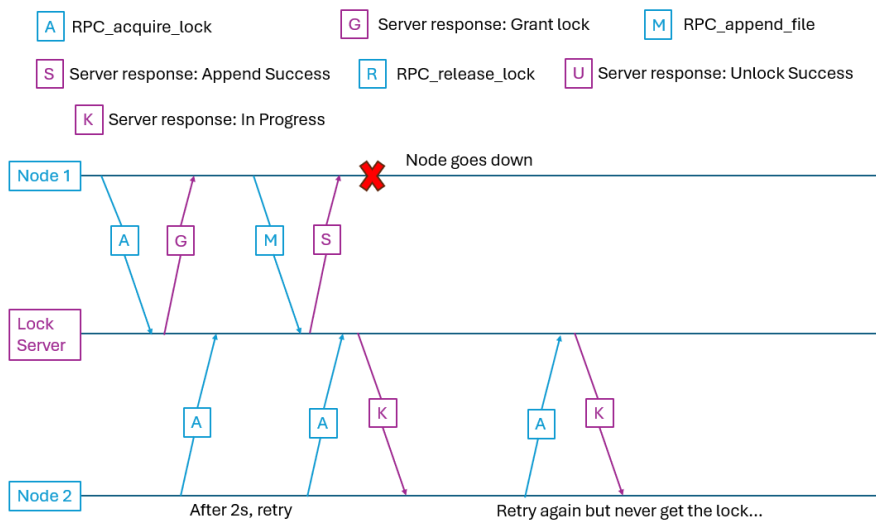 A RPC_acquire_lock
G Server response: Grant lock
M RPC_append_file
S Server response: Append Success
R RPC_release_lock
U Server response: Unlock Success
K Server response: In Progress
Node goes down
Node 1
A
G
M
S
Lock
Server
A
A
K
A
K
Node 2
After 2s, retry
Retry again but never get the lock...